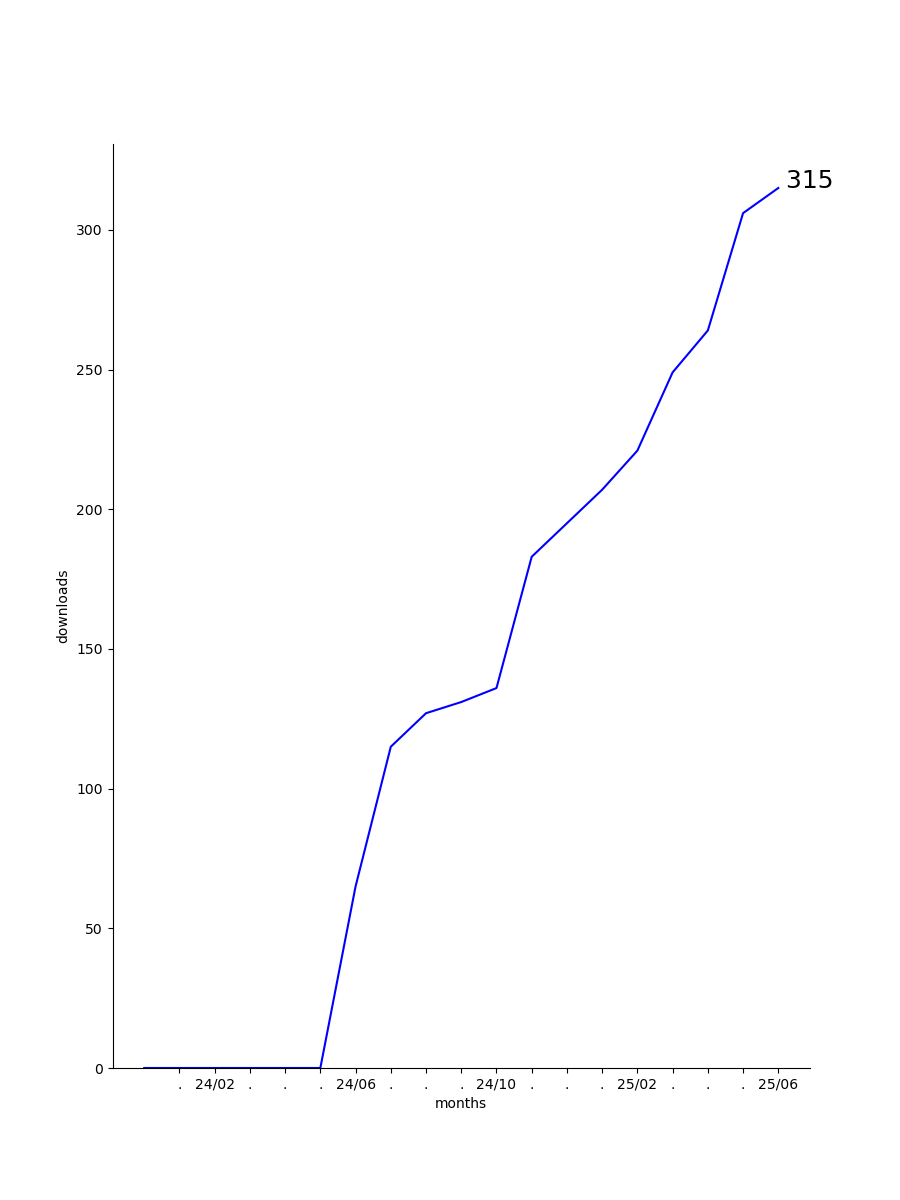 315
300
250
200
150
100
50
0
downloads
. 24/02 . . . 24/06 . . . 24/10 . . . 25/02 . . . 25/06
months